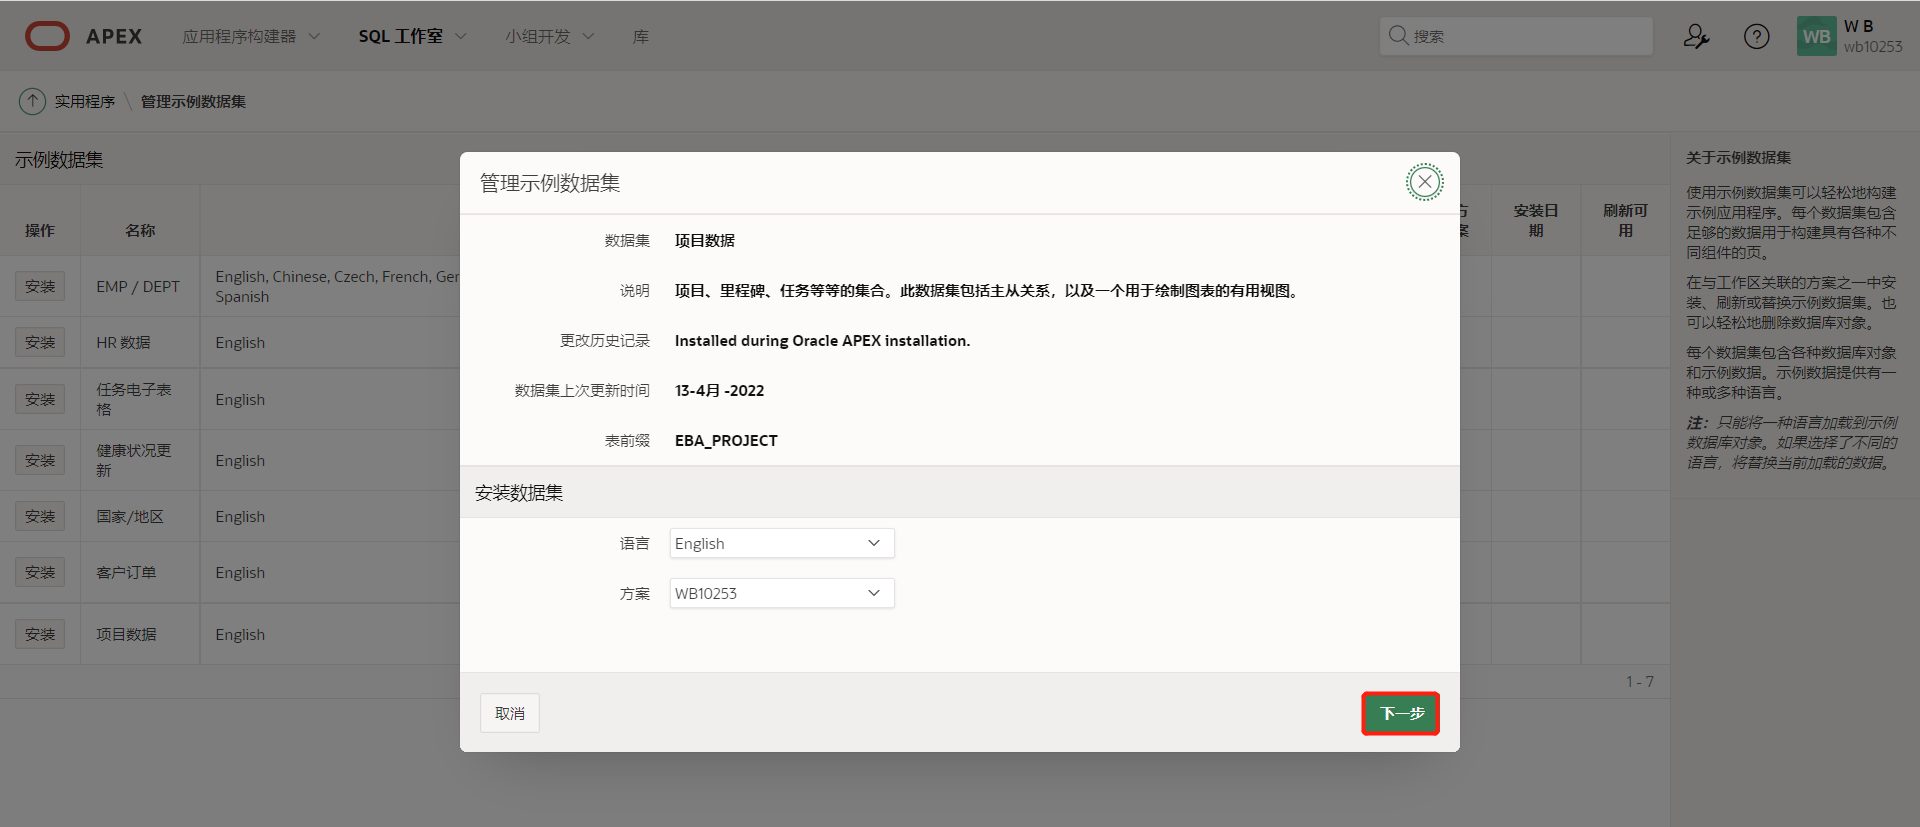 APEX
应用程序构建器
SQL 工作室
小组开发
库
搜索
WB
W B
wb10253
实用程序
管理示例数据集
示例数据集
操作
名称
安装日
期
刷新可
用
安装
EMP / DEPT
English, Chinese, Czech, French, Ger
Spanish
安装
HR 数据
English
安装
任务电子表
格
English
安装
健康状况更
新
English
安装
国家/地区
English
安装
客户订单
English
安装
项目数据
English
1 - 7
管理示例数据集
数据集
项目数据
说明
项目、里程碑、任务等等的集合。此数据集包括主从关系，以及一个用于绘制图表的有用视图。
更改历史记录
Installed during Oracle APEX installation.
数据集上次更新时间
13-4月 -2022
表前缀
EBA_PROJECT
安装数据集
语言
English
方案
WB10253
取消
下一步
关于示例数据集
使用示例数据集可以轻松地构建
示例应用程序。每个数据集包含
足够的数据用于构建具有各种不
同组件的页。
在与工作区关联的方案之一中安
装、刷新或替换示例数据集。也
可以轻松地删除数据库对象。
每个数据集包含各种数据库对象
和示例数据。示例数据提供有一
种或多种语言。
注：只能将一种语言加载到示例
数据库对象。如果选择了不同的
语言，将替换当前加载的数据。